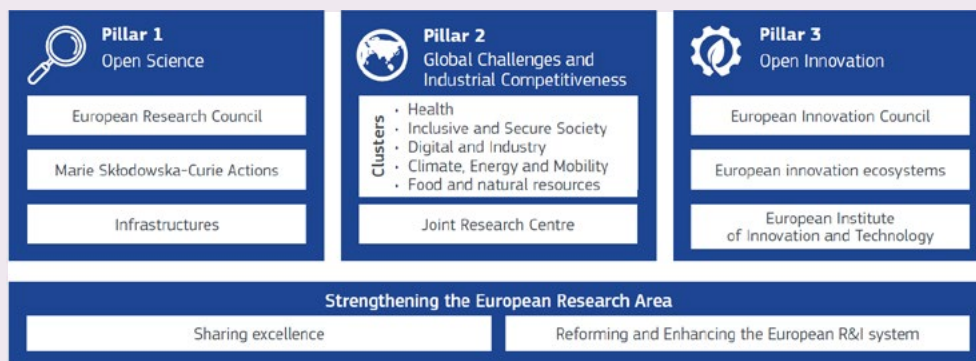 Pillar 1
Open Science
European Research Council
Marie Skłodowska-Curie Actions
Infrastructures
Pillar 2
Global Challenges and
Industrial Competitiveness
Clusters
• Health
• Inclusive and Secure Society
• Digital and Industry
• Climate, Energy and Mobility
• Food and natural resources
Joint Research Centre
Pillar 3
Open Innovation
European Innovation Council
European innovation ecosystems
European Institute
of Innovation and Technology
Strengthening the European Research Area
Sharing excellence
Reforming and Enhancing the European R&I system